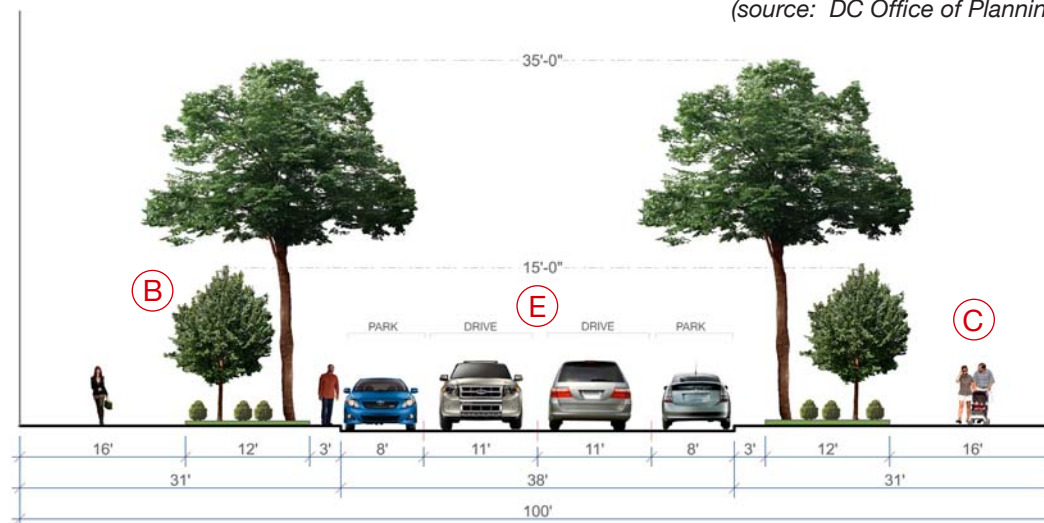 (source: DC Office of Plannin
35'-0"
15'-0"
B
E
C
PARK DRIVE DRIVE PARK
16' 12' 3' 8' 11' 11' 8' 3' 12' 16'
31' 38' 31'
100'